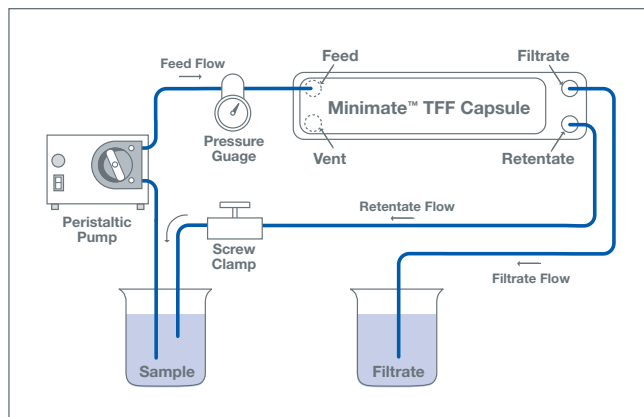 Feed Flow
Feed
Filtrate
Minimate™ TFF Capsule
Pressure
Guage
Vent
Retentate
Peristaltic
Pump
Retentate Flow
Screw
Clamp
Filtrate Flow
Sample
Filtrate